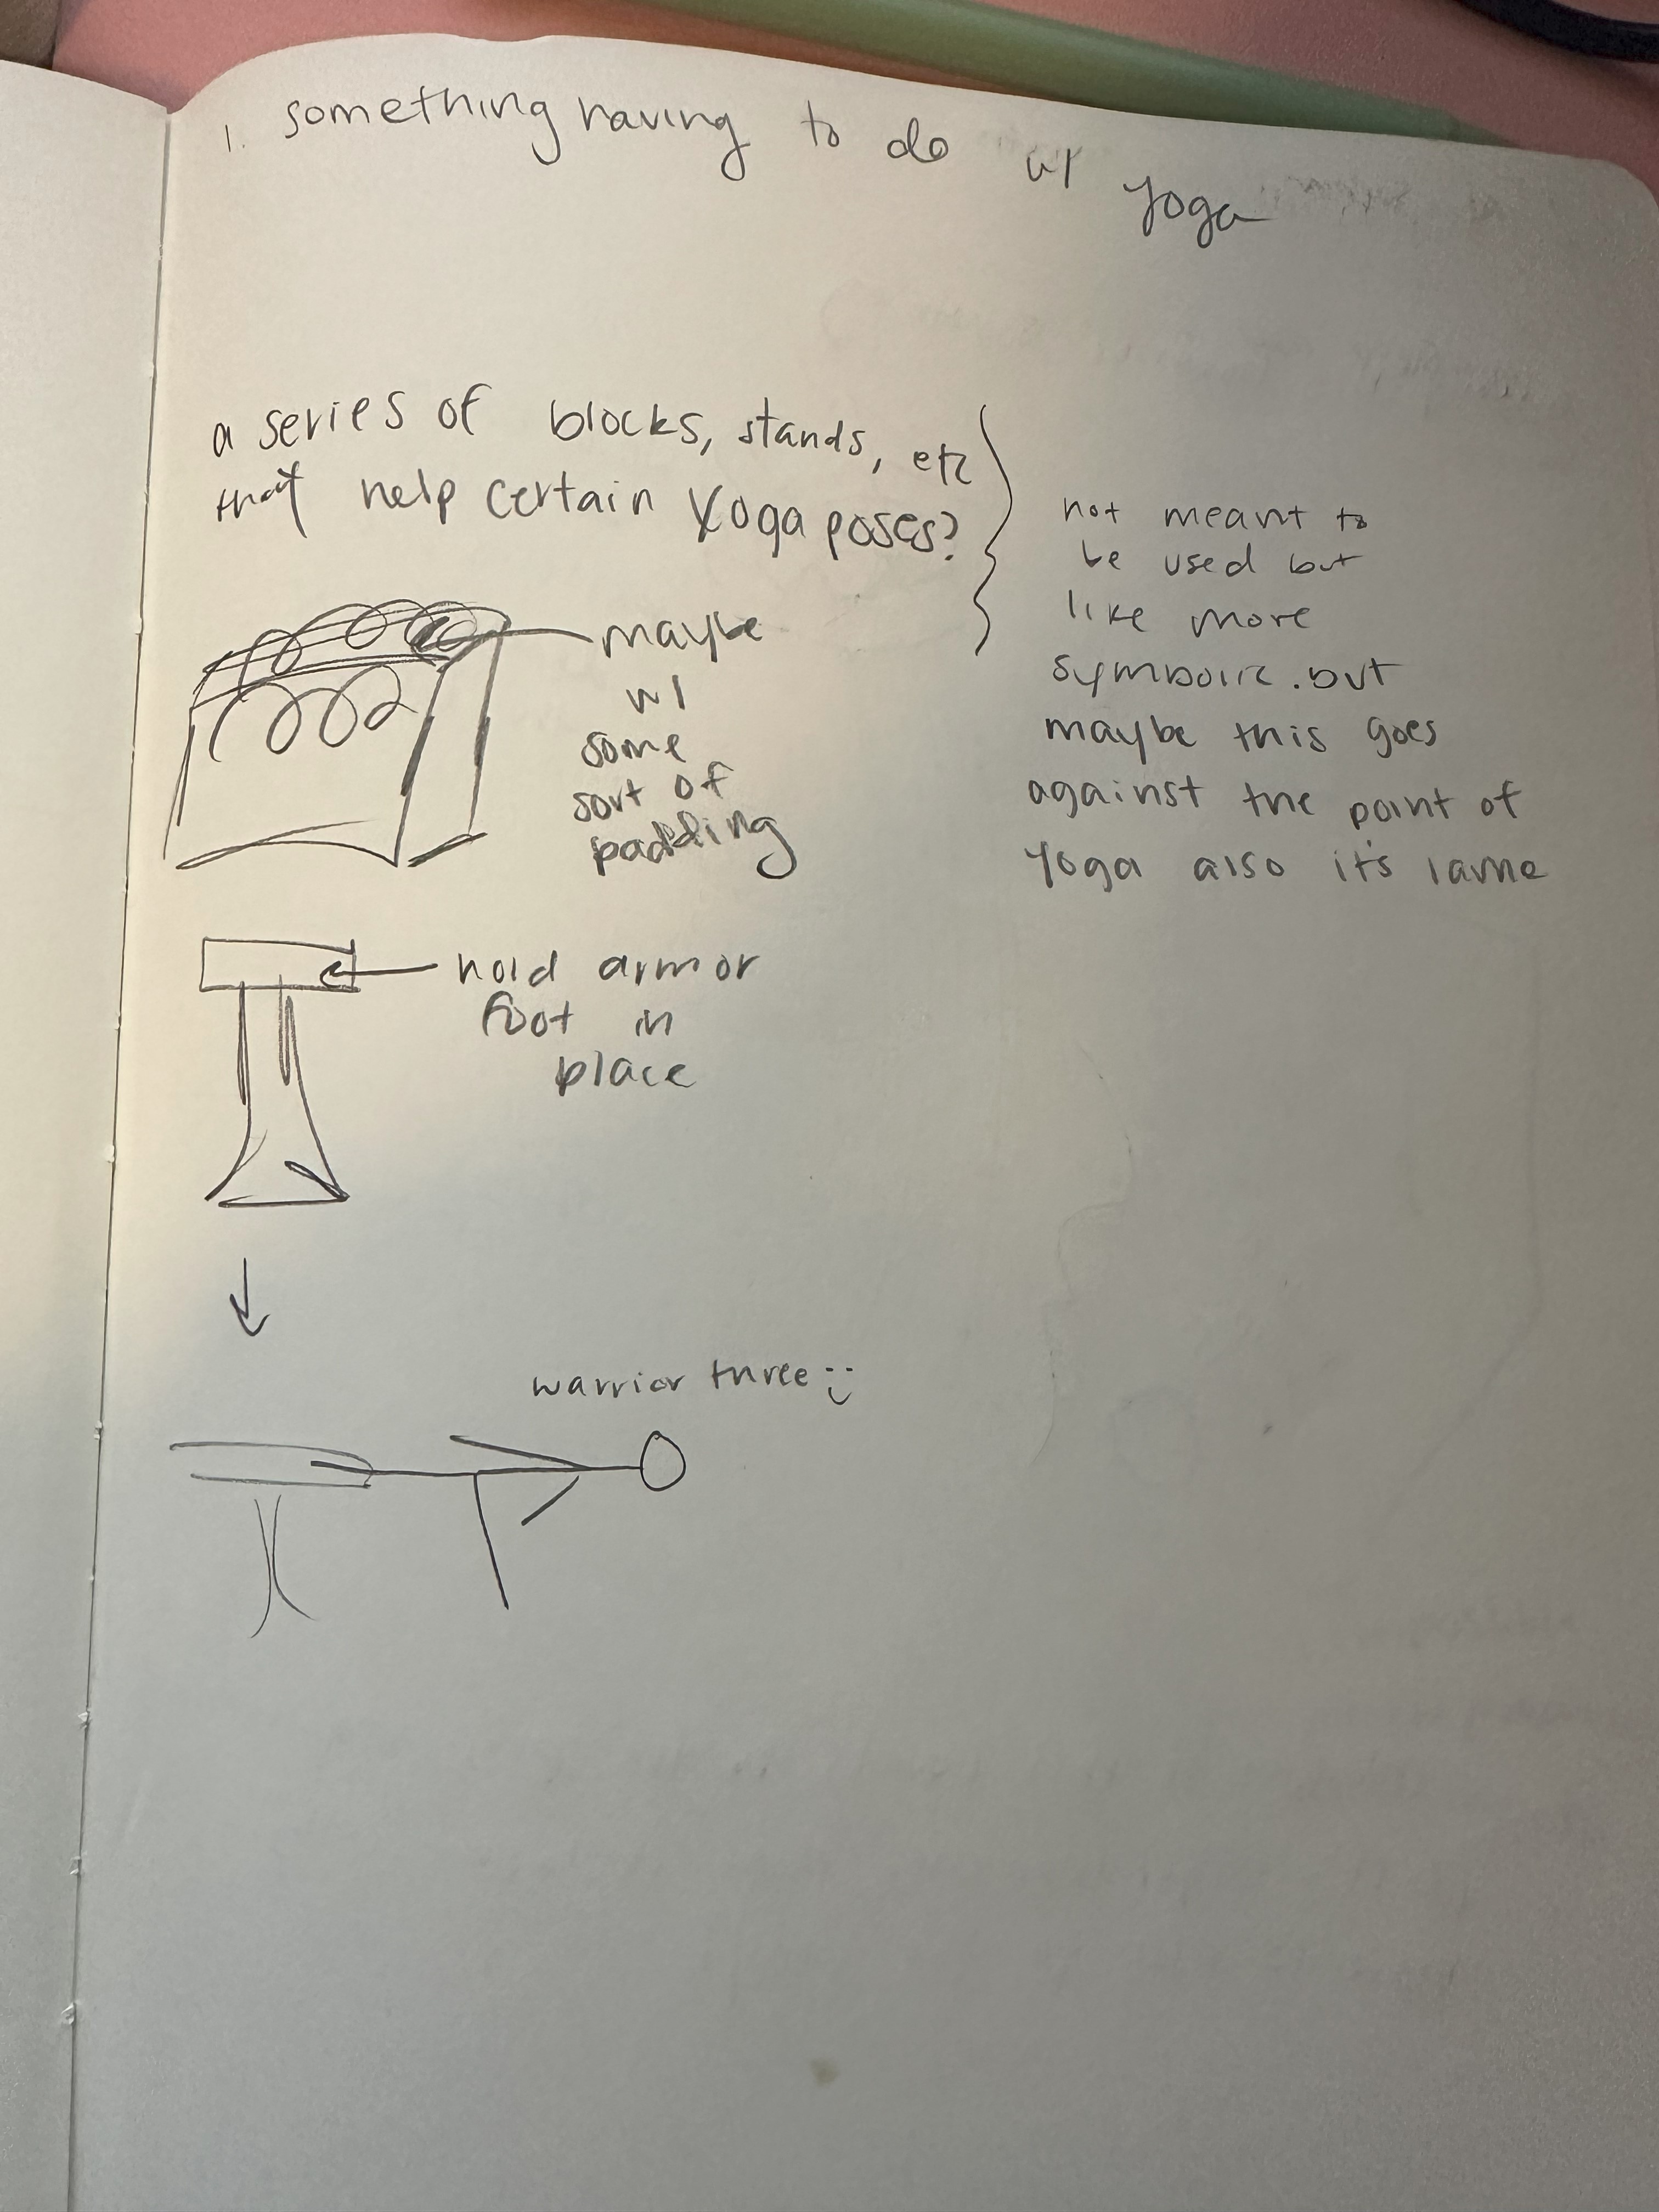 1. something having to do w/ yoga
a series of blocks, stands, etc
that help certain yoga poses?
not meant to
be used but
like more
symbolic. but
maybe this goes
against the point of
yoga also it's lame
maybe
w/
some
sort of
padding
hold arm or
foot in
place
warrior three :)